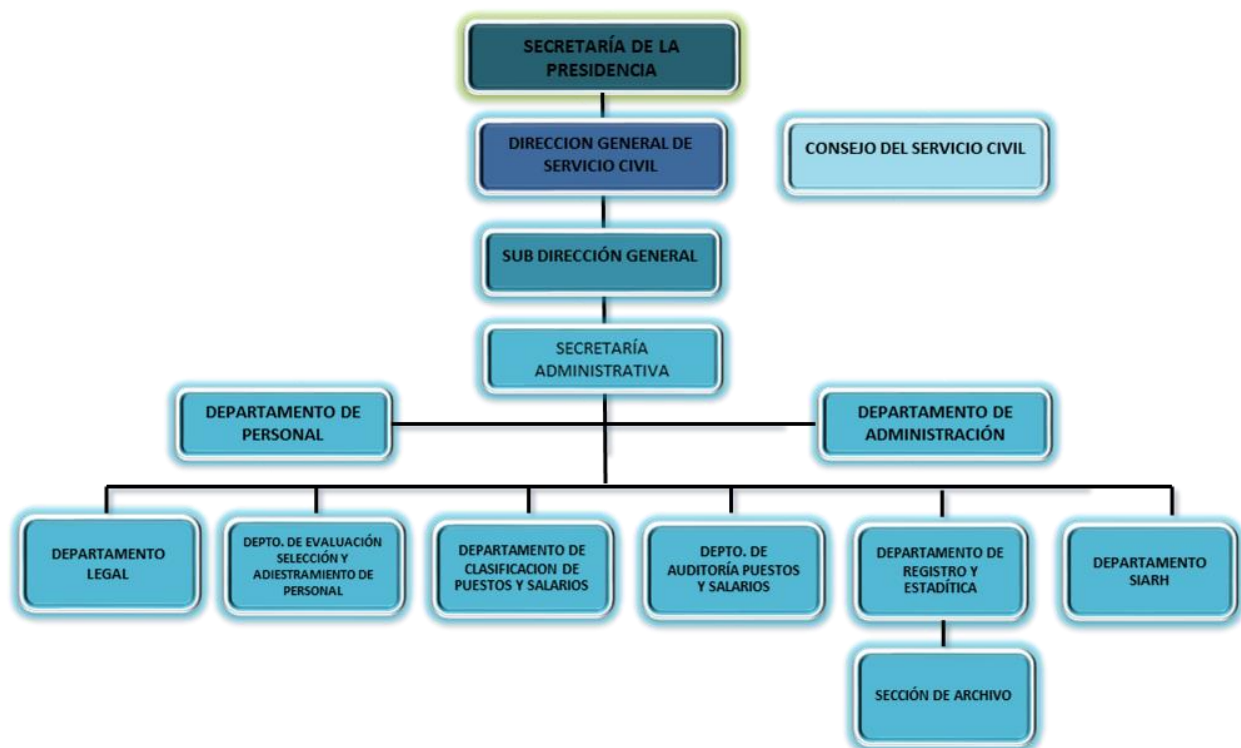 SECRETARÍA DE LA
PRESIDENCIA
DIRECCION GENERAL DE
SERVICIO CIVIL
CONSEJO DEL SERVICIO CIVIL
SUB DIRECCIÓN GENERAL
SECRETARÍA
ADMINISTRATIVA
DEPARTAMENTO DE
PERSONAL
DEPARTAMENTO DE
ADMINISTRACIÓN
DEPARTAMENTO
LEGAL
DEPTO. DE EVALUACIÓN
SELECCIÓN Y
ADIESTRAMIENTO DE
PERSONAL
DEPARTAMENTO DE
CLASIFICACION DE
PUESTOS Y SALARIOS
DEPTO. DE
AUDITORÍA PUESTOS
Y SALARIOS
DEPARTAMENTO DE
REGISTRO Y
ESTADÍTICA
DEPARTAMENTO
SIARH
SECCIÓN DE ARCHIVO